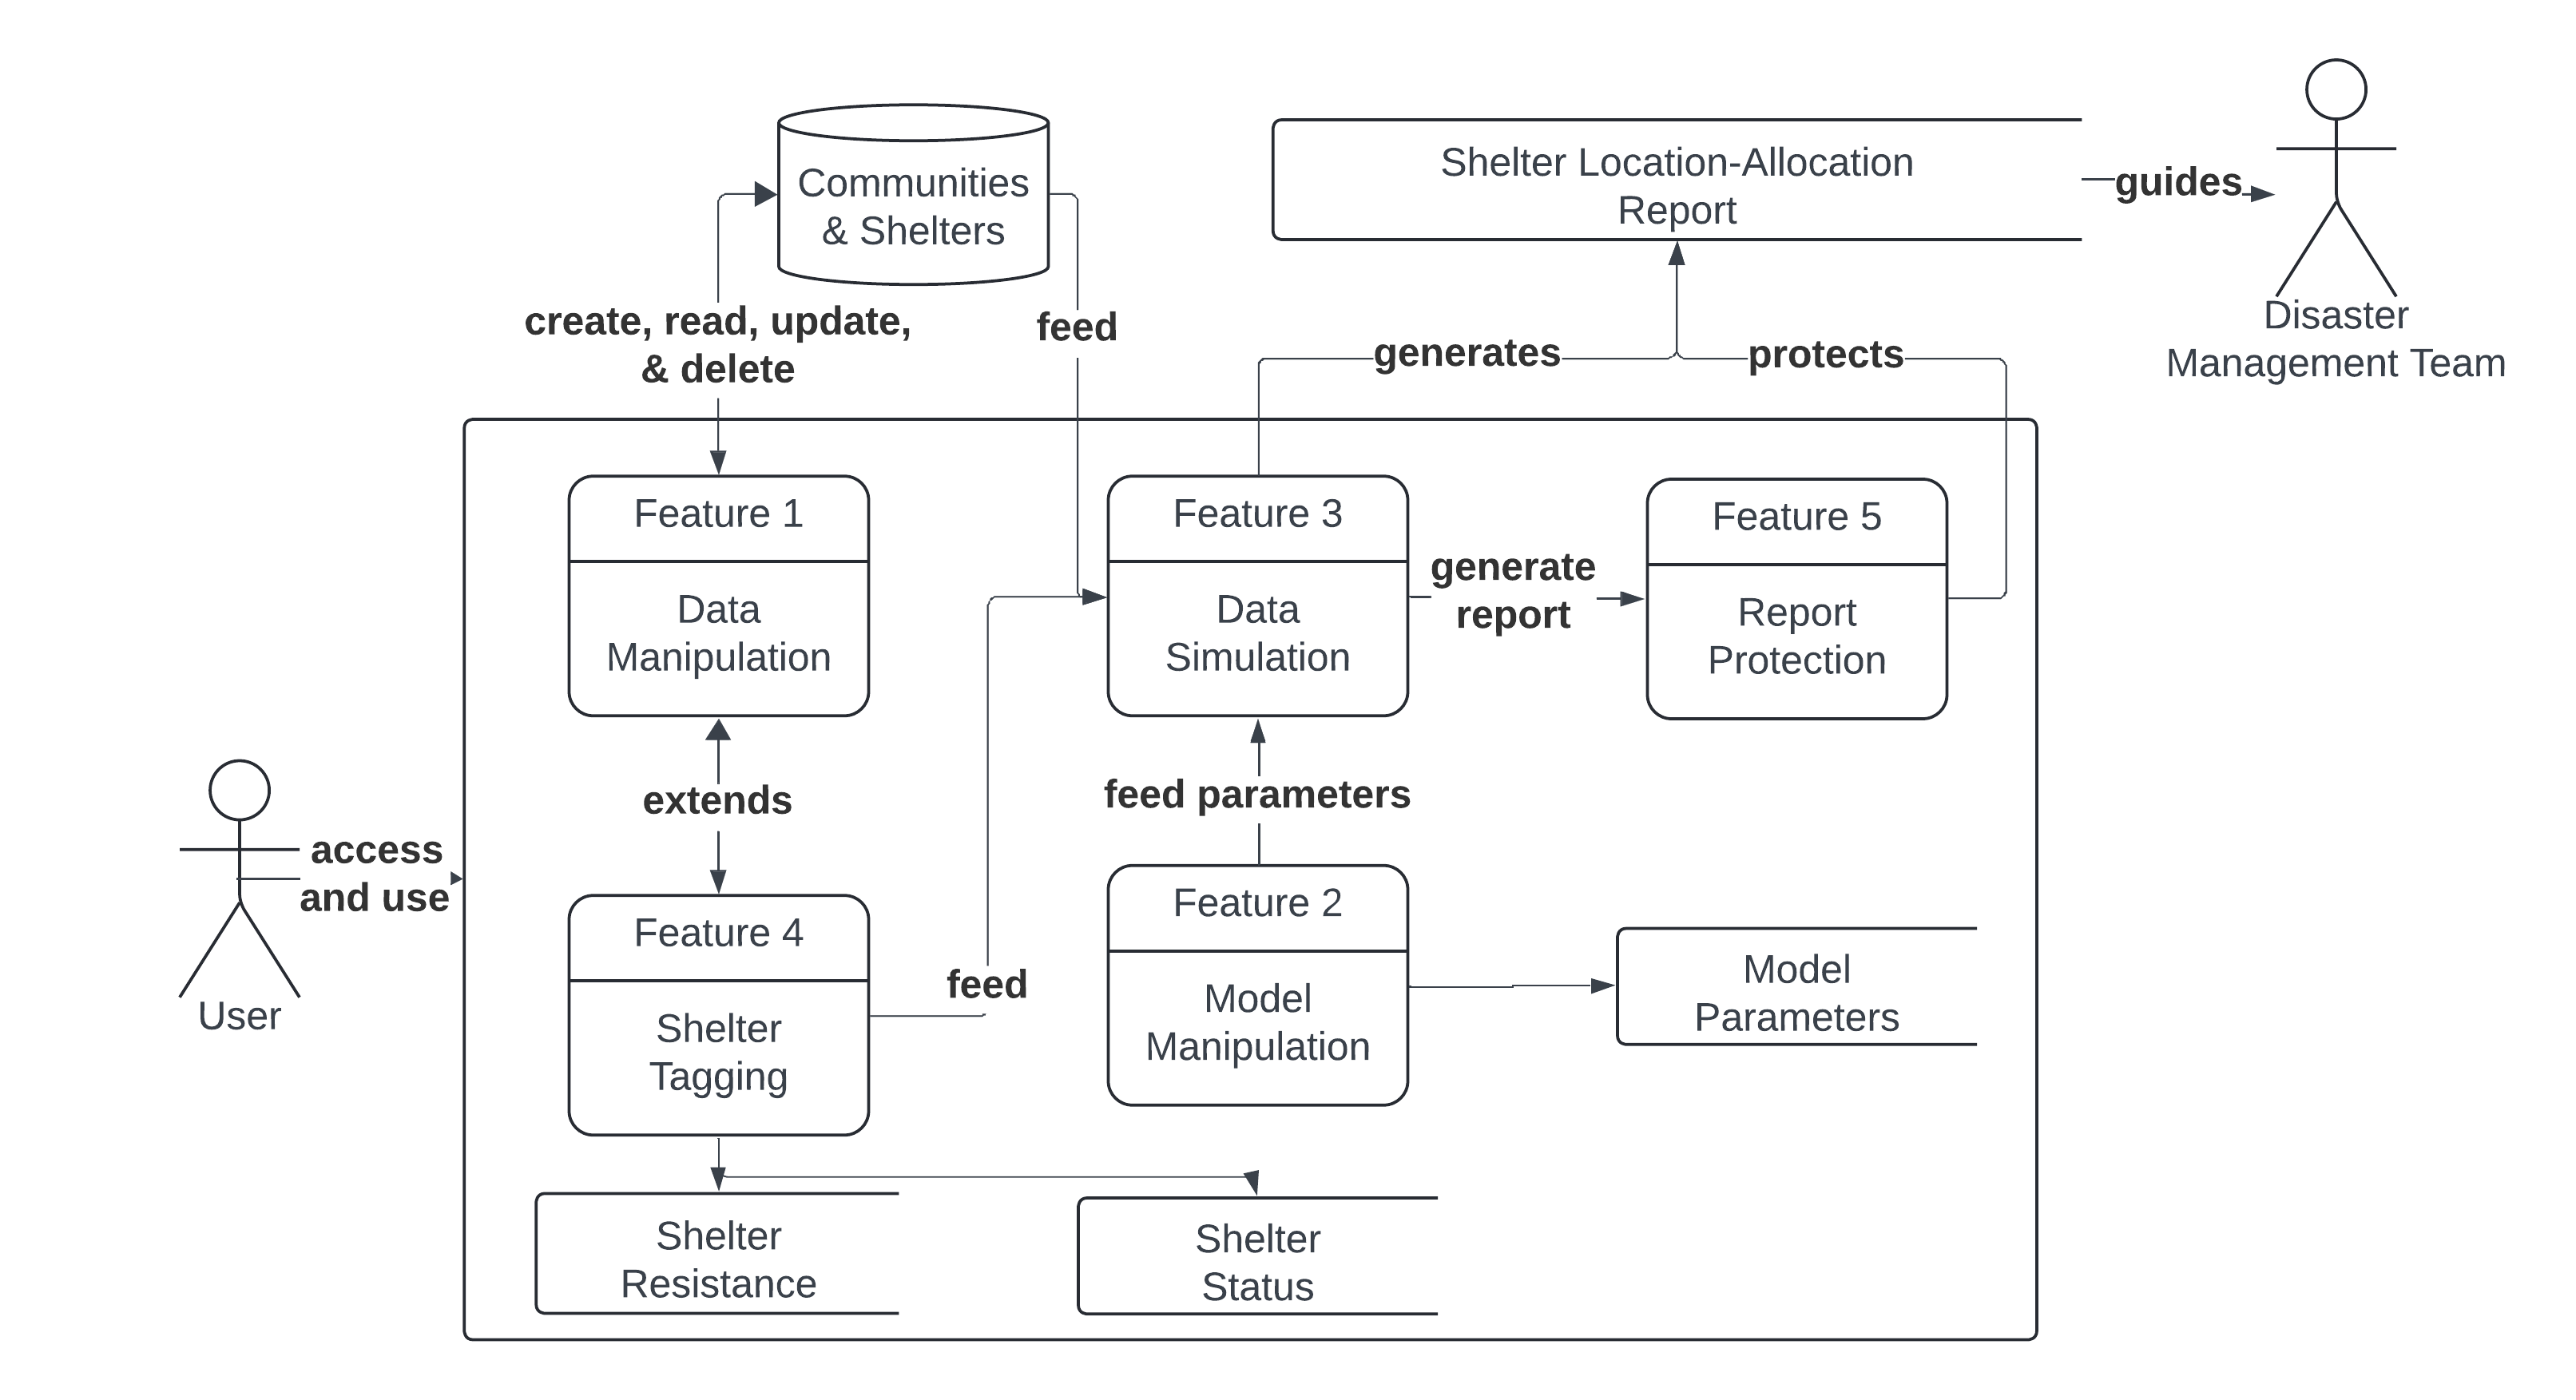 Communities
& Shelters
Shelter Location-Allocation
Report
guides
Disaster
Management Team
create, read, update,
& delete
feed
generates
protects
Feature 1
Data
Manipulation
Feature 3
Data
Simulation
generate
report
Feature 5
Report
Protection
extends
feed parameters
User
access
and use
Feature 4
Shelter
Tagging
feed
Feature 2
Model
Manipulation
Model
Parameters
Shelter
Resistance
Shelter
Status